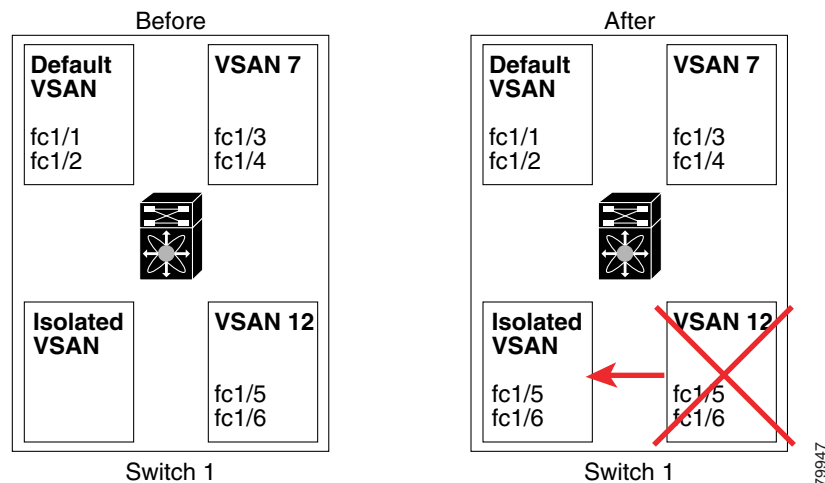 Before
Default
VSAN
fc1/1
fc1/2
VSAN 7
fc1/3
fc1/4
Isolated
VSAN
VSAN 12
fc1/5
fc1/6
Switch 1
After
Default
VSAN
fc1/1
fc1/2
VSAN 7
fc1/3
fc1/4
Isolated
VSAN
fc1/5
fc1/6
VSAN 12
fc1/5
fc1/6
Switch 1
79947